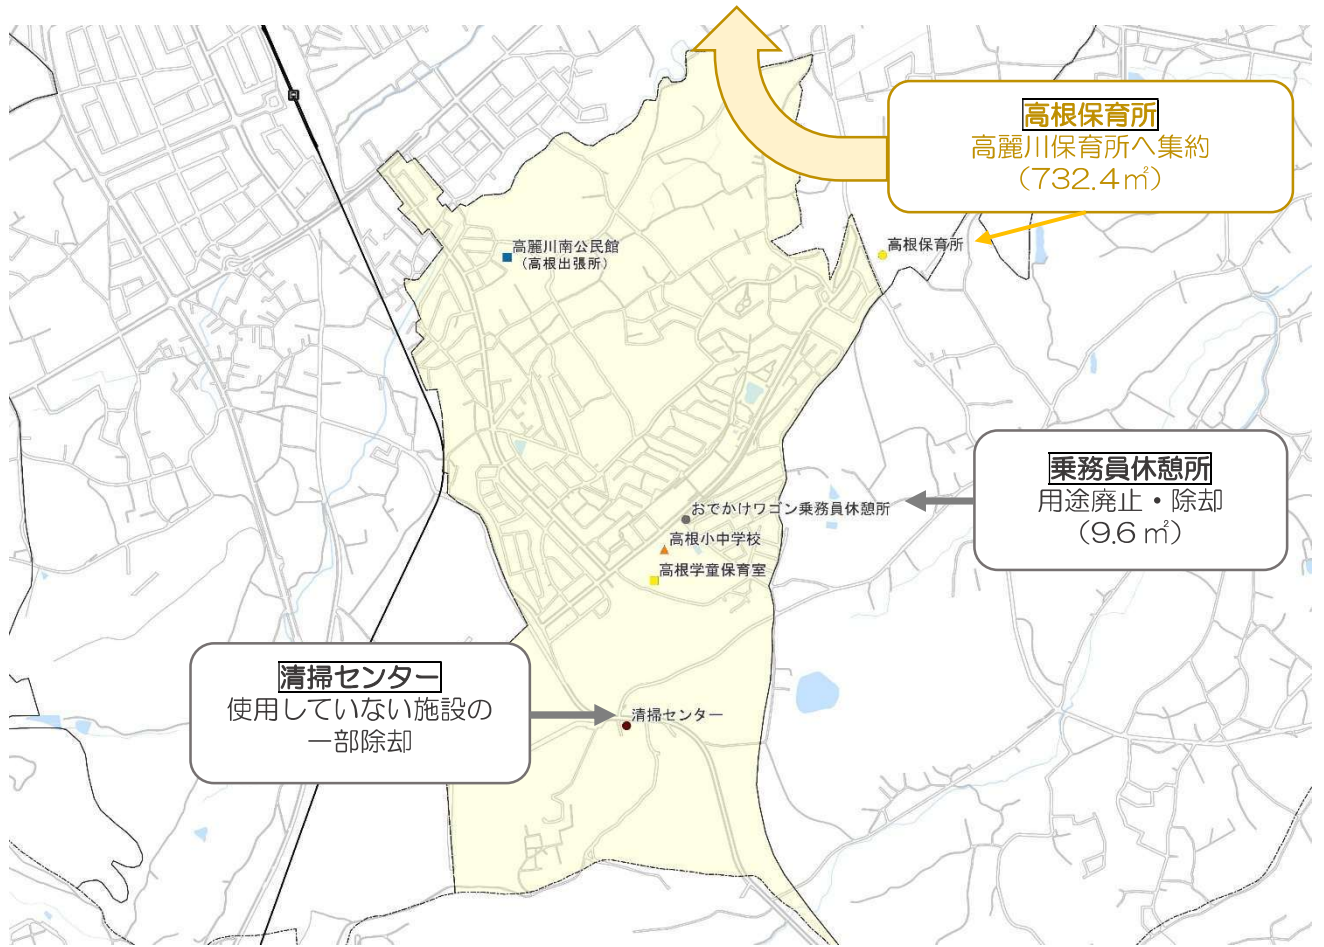 高根保育所
高麗川保育所へ集約
（732.4㎡）
高根保育所
高麗川南公民館
（高根出張所）
乗務員休憩所
用途廃止・除却
（9.6 ㎡）
おでかけワゴン乗務員休憩所
高根小中学校
高根学童保育室
清掃センター
使用していない施設の
一部除却
清掃センター